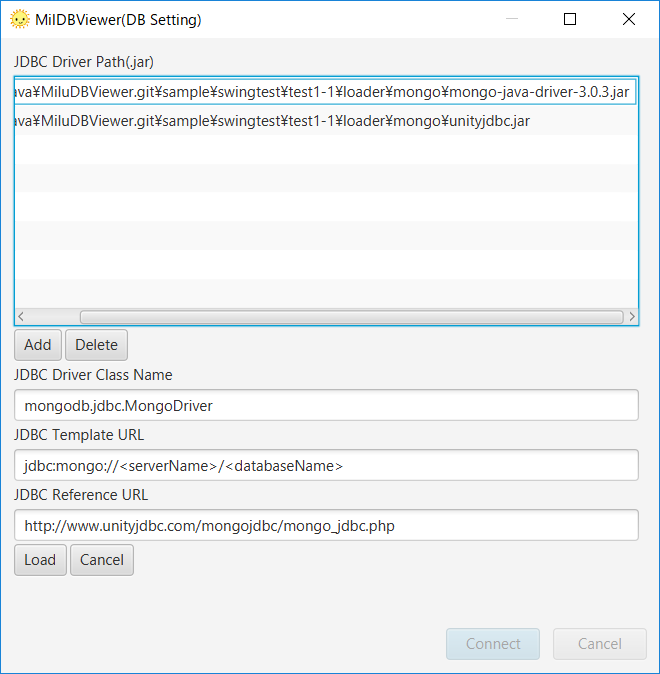 MilDBViewer(DB Setting)
JDBC Driver Path(.jar)
ava¥MiluDBViewer.git¥sample¥swingtest¥test1-1¥loader¥mongo¥mongo-java-driver-3.0.3.jar
ava¥MiluDBViewer.git¥sample¥swingtest¥test1-1¥loader¥mongo¥unityjdbc.jar
Add Delete
JDBC Driver Class Name
mongodb.jdbc.MongoDriver
JDBC Template URL
jdbc:mongo://<serverName>/<databaseName>
JDBC Reference URL
http://www.unityjdbc.com/mongojdbc/mongo_jdbc.php
Load Cancel
Connect Cancel